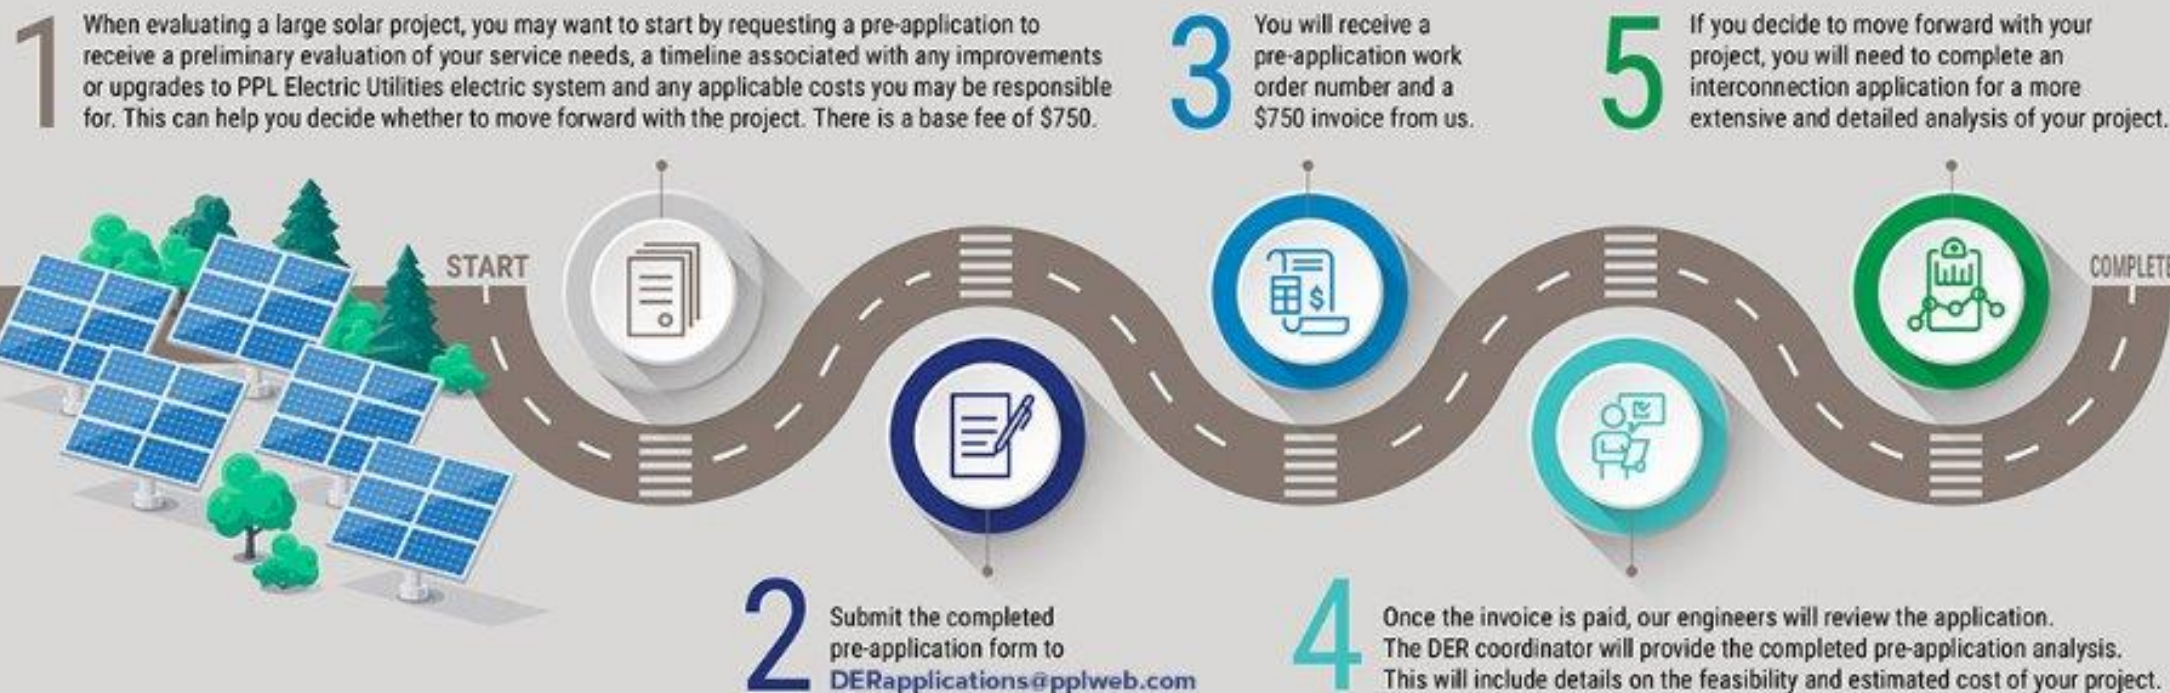 1
When evaluating a large solar project, you may want to start by requesting a pre-application to
receive a preliminary evaluation of your service needs, a timeline associated with any improvements
or upgrades to PPL Electric Utilities electric system and any applicable costs you may be responsible
for. This can help you decide whether to move forward with the project. There is a base fee of $750.
START
2
Submit the completed
pre-application form to
DERapplications@pplweb.com
3
You will receive a
pre-application work
order number and a
$750 invoice from us.
$
4
Once the invoice is paid, our engineers will review the application.
The DER coordinator will provide the completed pre-application analysis.
This will include details on the feasibility and estimated cost of your project.
5
If you decide to move forward with your
project, you will need to complete an
interconnection application for a more
extensive and detailed analysis of your project.
COMPLETE